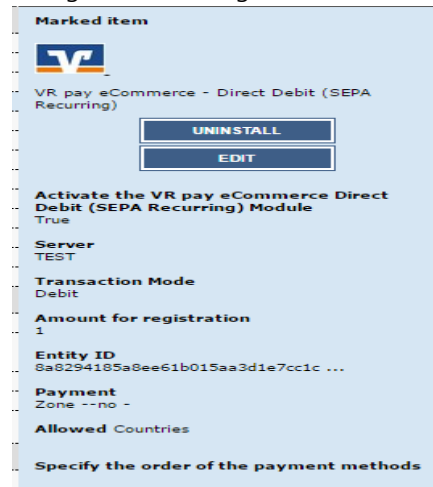 Marked item
VR pay eCommerce - Direct Debit (SEPA
Recurring)
UNINSTALL
EDIT
Activate the VR pay eCommerce Direct
Debit (SEPA Recurring) Module
True
Server
TEST
Transaction Mode
Debit
Amount for registration
1
Entity ID
8a8294185a8ee61b015aa3d1e7cc1c ...
Payment
Zone --no -
Allowed Countries
Specify the order of the payment methods